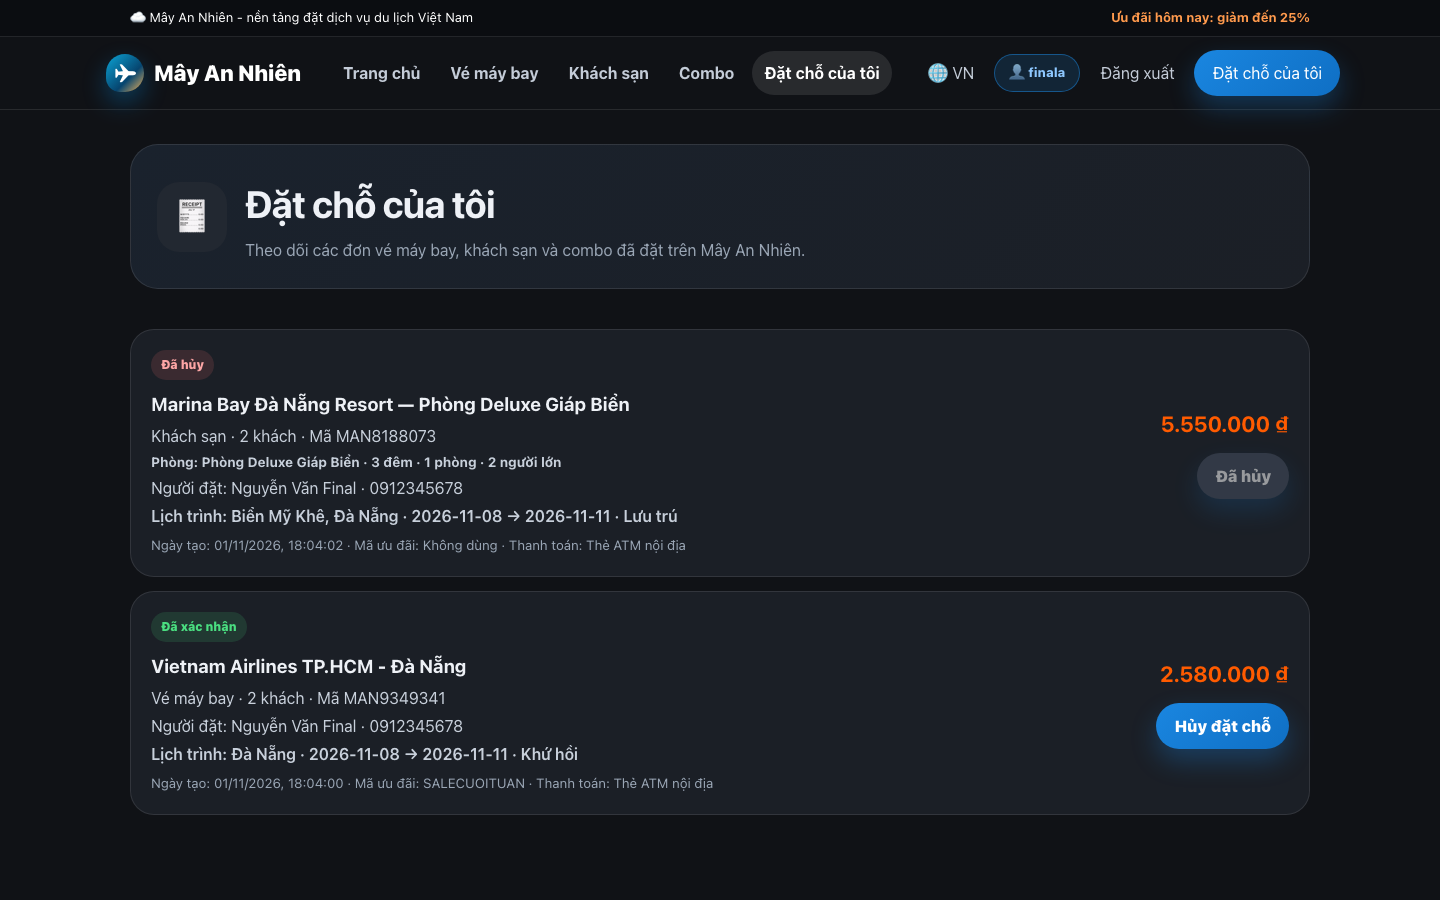 Mây An Nhiên - nền tảng đặt dịch vụ du lịch Việt Nam
Ưu đãi hôm nay: giảm đến 25%
Mây An Nhiên
Trang chủ
Vé máy bay
Khách sạn
Combo
Đặt chỗ của tôi
VN
finala
Đăng xuất
Đặt chỗ của tôi
RECEIPT
Đặt chỗ của tôi
Theo dõi các đơn vé máy bay, khách sạn và combo đã đặt trên Mây An Nhiên.
Đã hủy
Marina Bay Đà Nẵng Resort — Phòng Deluxe Giáp Biển
Khách sạn · 2 khách · Mã MAN8188073
Phòng: Phòng Deluxe Giáp Biển · 3 đêm · 1 phòng · 2 người lớn
Người đặt: Nguyễn Văn Final · 0912345678
Lịch trình: Biển Mỹ Khê, Đà Nẵng · 2026-11-08 → 2026-11-11 · Lưu trú
Ngày tạo: 01/11/2026, 18:04:02 · Mã ưu đãi: Không dùng · Thanh toán: Thẻ ATM nội địa
5.550.000 ₫
Đã hủy
Đã xác nhận
Vietnam Airlines TP.HCM - Đà Nẵng
Vé máy bay · 2 khách · Mã MAN9349341
Người đặt: Nguyễn Văn Final · 0912345678
Lịch trình: Đà Nẵng · 2026-11-08 → 2026-11-11 · Khứ hồi
Ngày tạo: 01/11/2026, 18:04:00 · Mã ưu đãi: SALECUOITUAN · Thanh toán: Thẻ ATM nội địa
2.580.000 ₫
Hủy đặt chỗ